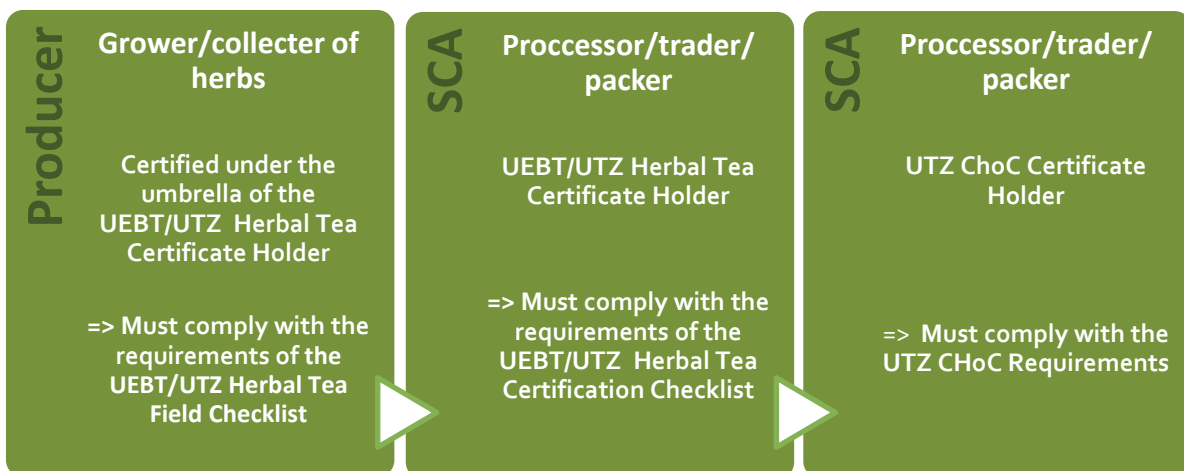 Producer
Grower/collecter of
herbs
Certified under the
umbrella of the
UEBT/UTZ Herbal Tea
Certificate Holder
=> Must comply with the
requirements of the
UEBT/UTZ Herbal Tea
Field Checklist
SCA
Proccessor/trader/
packer
UEBT/UTZ Herbal Tea
Certificate Holder
=> Must comply with the
requirements of the
UEBT/UTZ Herbal Tea
Certification Checklist
SCA
Proccessor/trader/
packer
UTZ ChoC Certificate
Holder
=> Must comply with the
UTZ CHoC Requirements